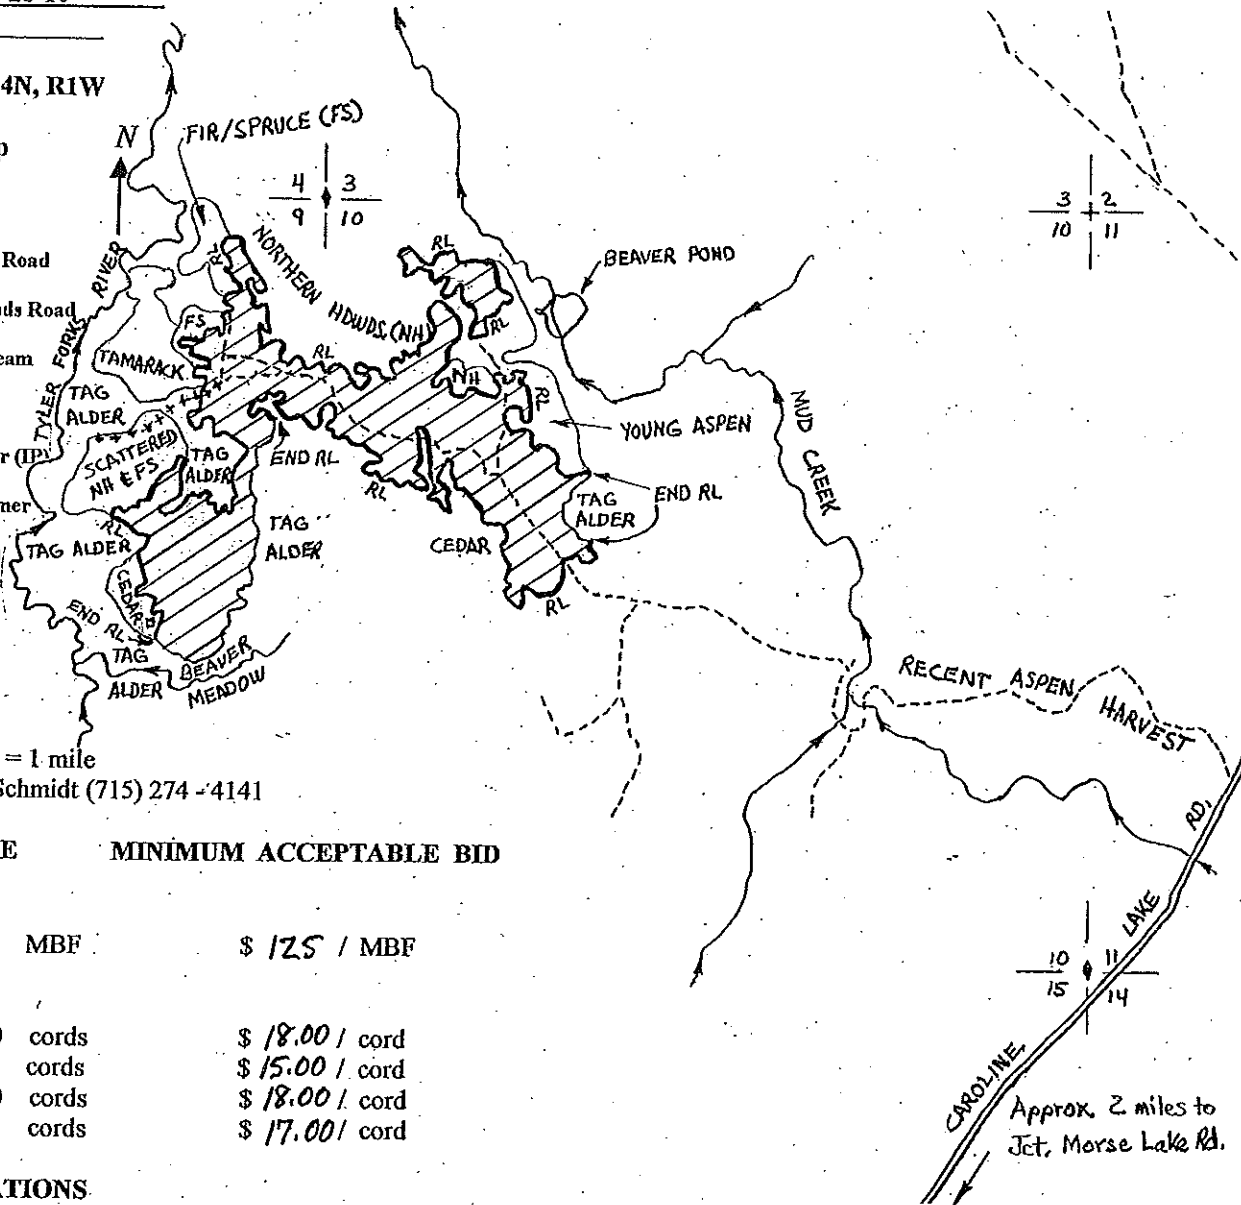 4N, R1W
N
FIR/SPRUCE (FS)
4 3
9 10
3 2
10 11
Road
ds Road
RIVER
FORKS
TYLER
RL
NORTHERN HDWDS. (NH)
RL
RL
BEAVER POND
FS
TAMARACK
RL
NH
RL
TAG
ALDER
YOUNG ASPEN
MUD CREEK
r (IP)
SCATTERED
NH & FS
TAG
ALDER
END RL
RL
END RL
TAG
ALDER
RL
TAG ALDER
TAG
ALDER
CEDAR
CEDAR
RL
END RL
TAG
ALDER
BEAVER
MEADOW
RECENT ASPEN HARVEST
= 1 mile
Schmidt (715) 274-4141
E MINIMUM ACCEPTABLE BID
MBF $ 125 / MBF
cords $ 18.00 / cord
cords $ 15.00 / cord
cords $ 18.00 / cord
cords $ 17.00 / cord
ATIONS
10 11
15 14
CAROLINE LAKE RD.
Approx. 2 miles to
Jct. Morse Lake Rd.